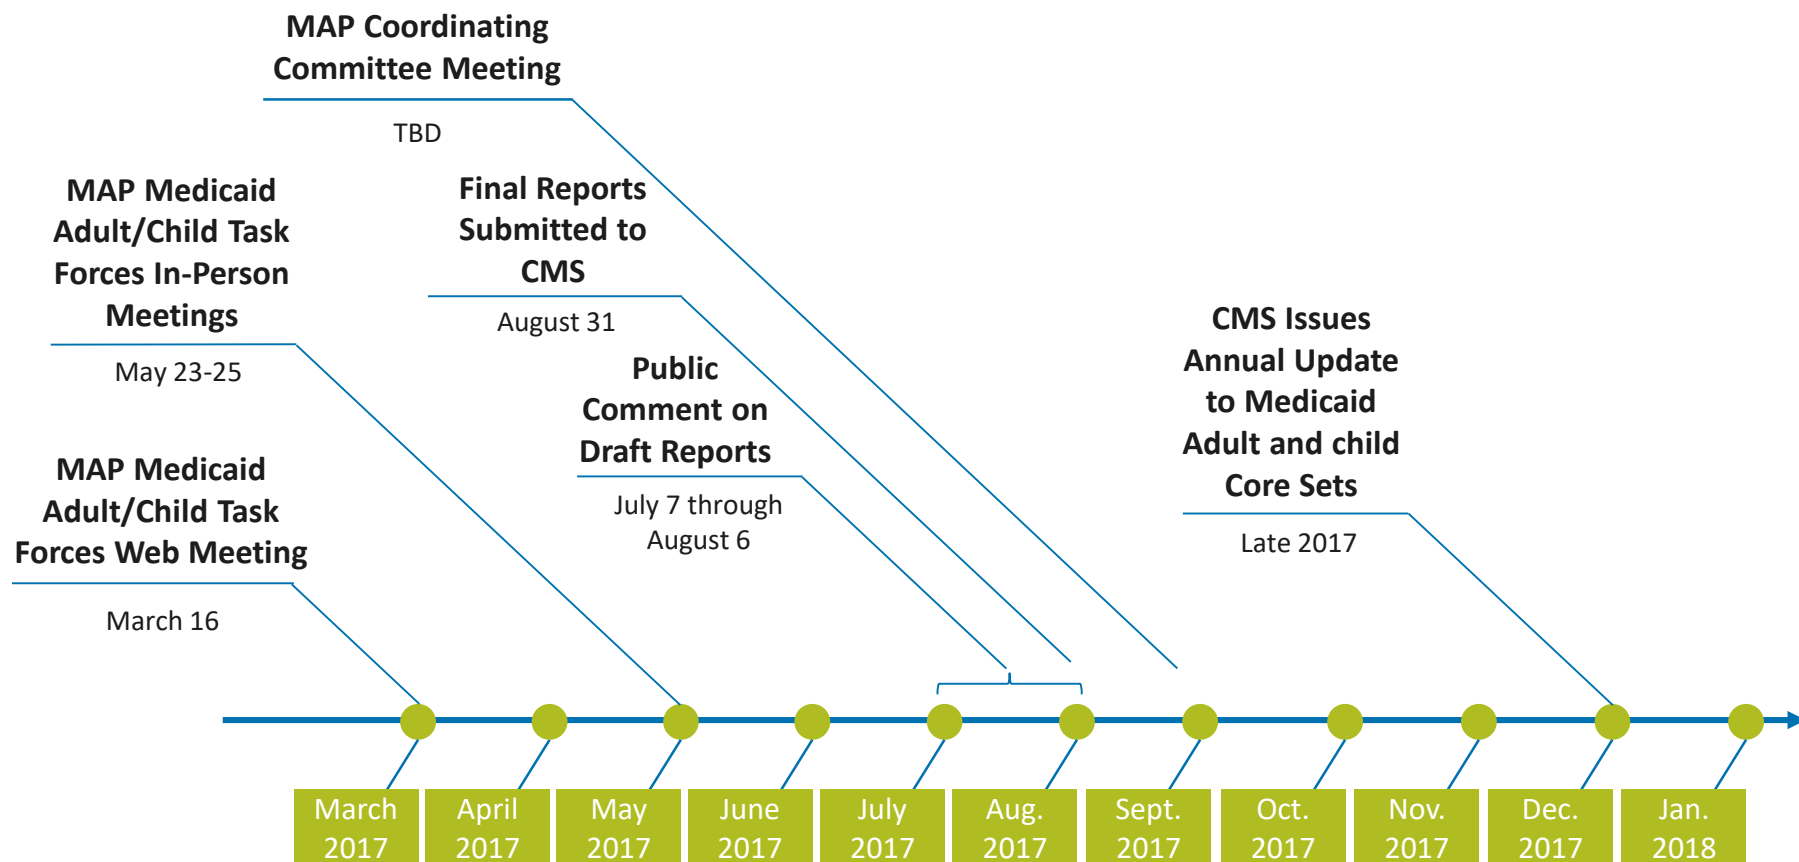 MAP Coordinating
Committee Meeting
TBD
MAP Medicaid
Adult/Child Task
Forces In-Person
Meetings
May 23-25
Final Reports
Submitted to
CMS
August 31
Public
Comment on
Draft Reports
July 7 through
August 6
CMS Issues
Annual Update
to Medicaid
Adult and child
Core Sets
Late 2017
MAP Medicaid
Adult/Child Task
Forces Web Meeting
March 16
March
2017
April
2017
May
2017
June
2017
July
2017
Aug.
2017
Sept.
2017
Oct.
2017
Nov.
2017
Dec.
2017
Jan.
2018